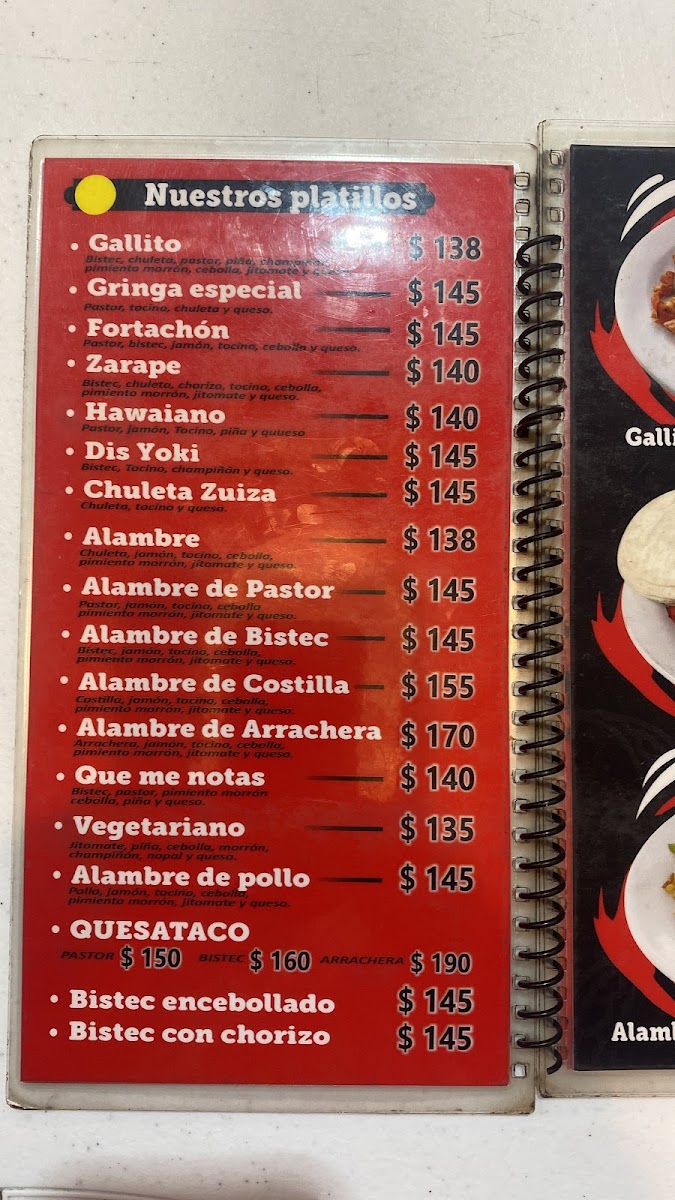 Nuestros platillos
• Gallito $ 138
Bistec, chuleta, pastor, piña, champiñon,
pimiento morrón, cebolla, jitomate y queso.
• Gringa especial $ 145
Pastor, tocino, chuleta y queso.
• Fortachón $ 145
Pastor, bistec, jamón, tocino, cebolla y queso.
• Zarape $ 140
Bistec, chuleta, chorizo, tocino, cebolla,
pimiento morrón, jitomate y queso.
• Hawaiano $ 140
Pastor, jamón, Tocino, piña y quueso
• Dis Yoki $ 145
Bistec, Tocino, champiñón y queso.
• Chuleta Zuiza $ 145
Chuleta, tocino y queso.
• Alambre $ 138
Chuleta, jamón, tocino, cebolla,
pimiento morrón, jitomate y queso.
• Alambre de Pastor $ 145
Pastor, jamón, tocino, cebolla
pimiento morrón, jitomate y queso.
• Alambre de Bistec $ 145
Bistec, jamón, tocino, cebolla,
pimiento morrón, jitomate y queso.
• Alambre de Costilla $ 155
Costilla, jamón, tocino, cebolla,
pimiento morrón, jitomate y queso.
• Alambre de Arrachera $ 170
Arrachera, jamón, tocino, cebolla,
pimiento morrón, jitomate y queso.
• Que me notas $ 140
Bistec, pastor, pimiento morrón
cebolla, piña y queso.
• Vegetariano $ 135
Jitomate, piña, cebolla, morrón,
champiñón, nopal y queso.
• Alambre de pollo $ 145
Pollo, jamón, tocino, cebolla,
pimiento morrón, jitomate y queso.
• QUESATACO
PASTOR $ 150 BISTEC $ 160 ARRACHERA $ 190
• Bistec encebollado $ 145
• Bistec con chorizo $ 145
Galli
Alam